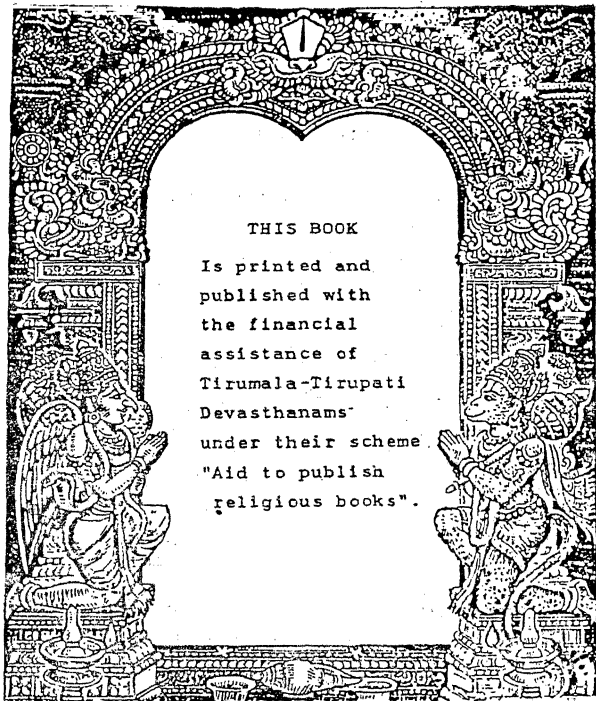 THIS BOOK
Is printed and
published with
the financial
assistance of
Tirumala-Tirupati
Devasthanams
under their scheme
"Aid to publish
religious books".